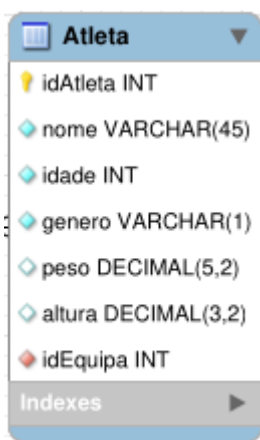 Atleta
idAtleta INT
nome VARCHAR(45)
idade INT
genero VARCHAR(1)
peso DECIMAL(5,2)
altura DECIMAL(3,2)
idEquipa INT
Indexes